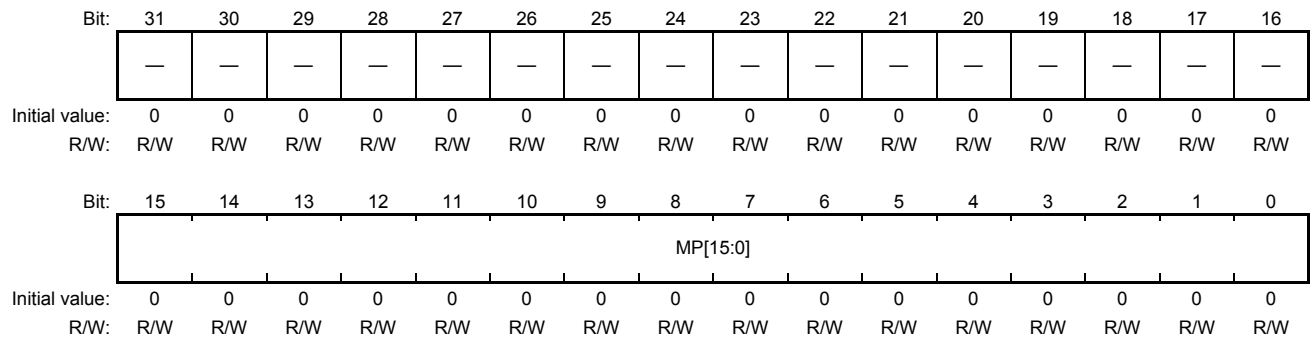 Bit: 31 30 29 28 27 26 25 24 23 22 21 20 19 18 17 16
— — — — — — — — — — — — — — — —
Initial value: 0 0 0 0 0 0 0 0 0 0 0 0 0 0 0 0
R/W: R/W R/W R/W R/W R/W R/W R/W R/W R/W R/W R/W R/W R/W R/W R/W R/W
Bit: 15 14 13 12 11 10 9 8 7 6 5 4 3 2 1 0
MP[15:0]
Initial value: 0 0 0 0 0 0 0 0 0 0 0 0 0 0 0 0
R/W: R/W R/W R/W R/W R/W R/W R/W R/W R/W R/W R/W R/W R/W R/W R/W R/W